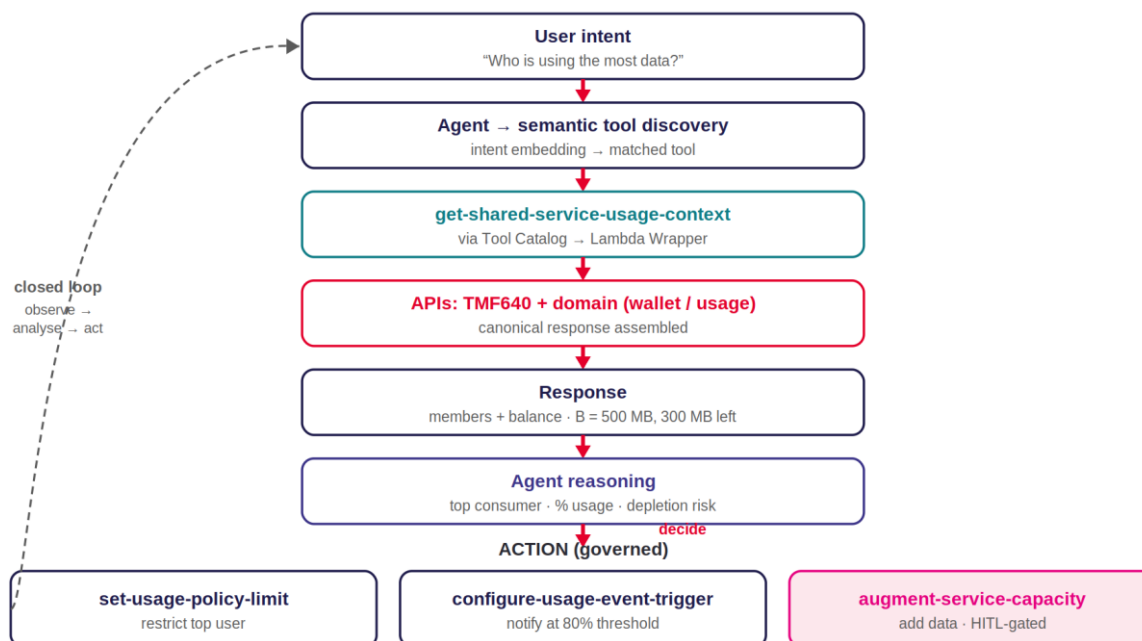 User intent
“Who is using the most data?”
Agent → semantic tool discovery
intent embedding → matched tool
get-shared-service-usage-context
via Tool Catalog → Lambda Wrapper
closed loop
observe →
analyse → act
APIs: TMF640 + domain (wallet / usage)
canonical response assembled
Response
members + balance · B = 500 MB, 300 MB left
Agent reasoning
top consumer · % usage · depletion risk
decide
ACTION (governed)
set-usage-policy-limit
restrict top user
configure-usage-event-trigger
notify at 80% threshold
augment-service-capacity
add data · HITL-gated